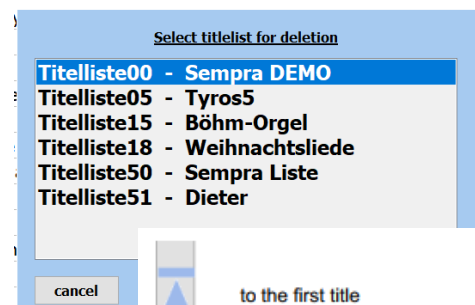 Select titlelist for deletion
Titelliste00 - Sempra DEMO
Titelliste05 - Tyros5
Titelliste15 - Böhm-Orgel
Titelliste18 - Weihnachtsliede
Titelliste50 - Sempra Liste
Titelliste51 - Dieter
cancel
to the first title